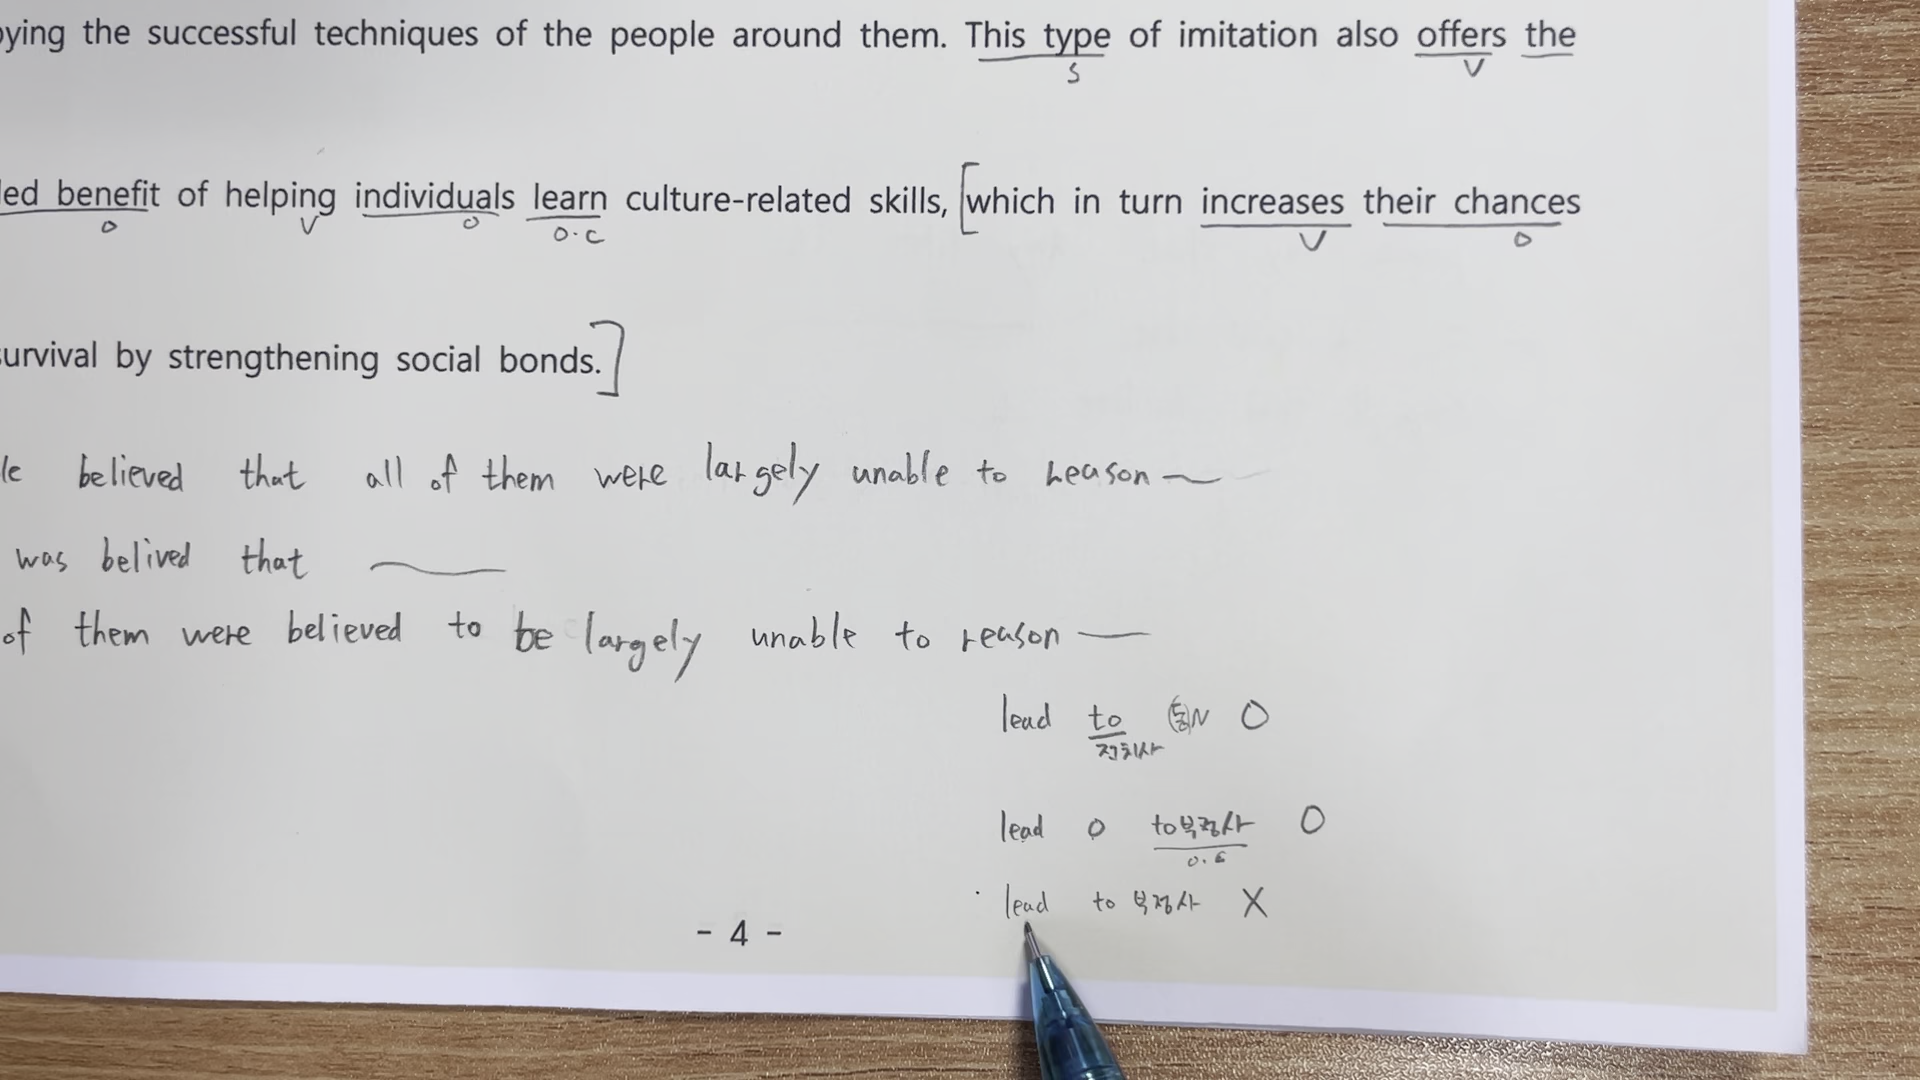 ying the successful techniques of the people around them. This type of imitation also offers the
S V
led benefit of helping individuals learn culture-related skills, [which in turn increases their chances
O V O O·C V O
survival by strengthening social bonds.]
le believed that all of them were largely unable to reason ~
was belived that ~
of them were believed to be largely unable to reason —
lead to N O
전치사
lead O to부정사 O
O.C
· lead to 부정사 X
- 4 -